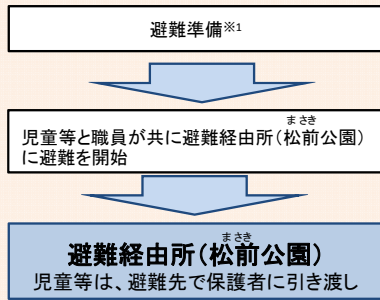 避難準備※1
まさき
児童等と職員が共に避難経由所(松前公園)
に避難を開始
まさき
避難経由所(松前公園)
児童等は、避難先で保護者に引き渡し